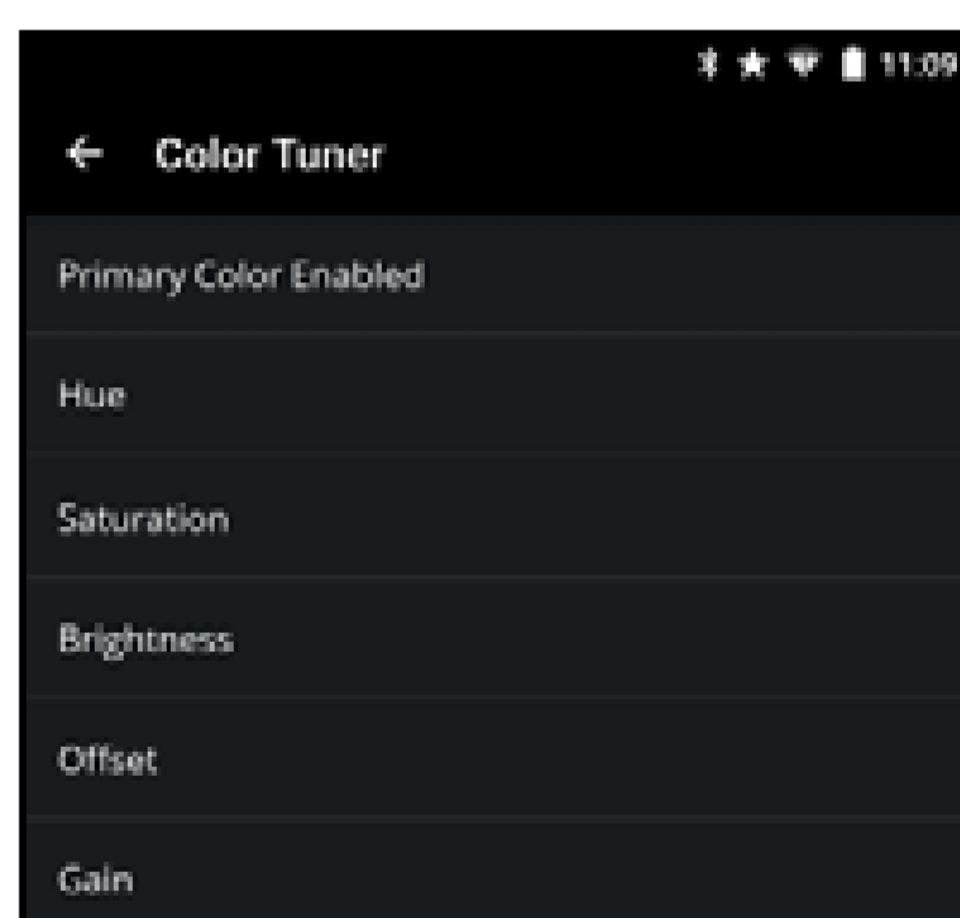 11:09
Color Tuner
Primary Color Enabled
Hue
Saturation
Brightness
Offset
Gain